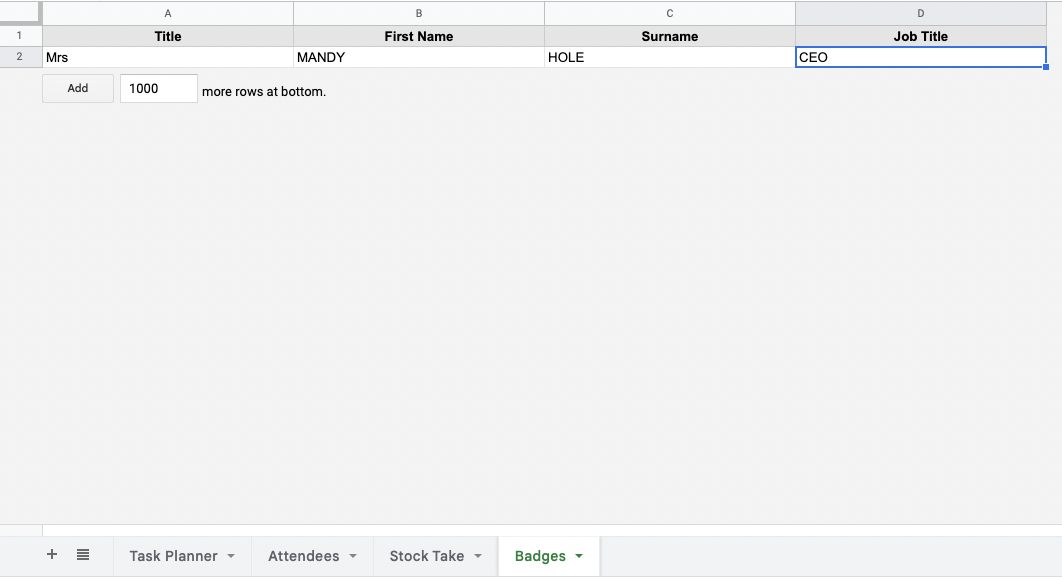 A B C D
1 Title First Name Surname Job Title
2 Mrs MANDY HOLE CEO
Add 1000 more rows at bottom.
+ Task Planner Attendees Stock Take Badges